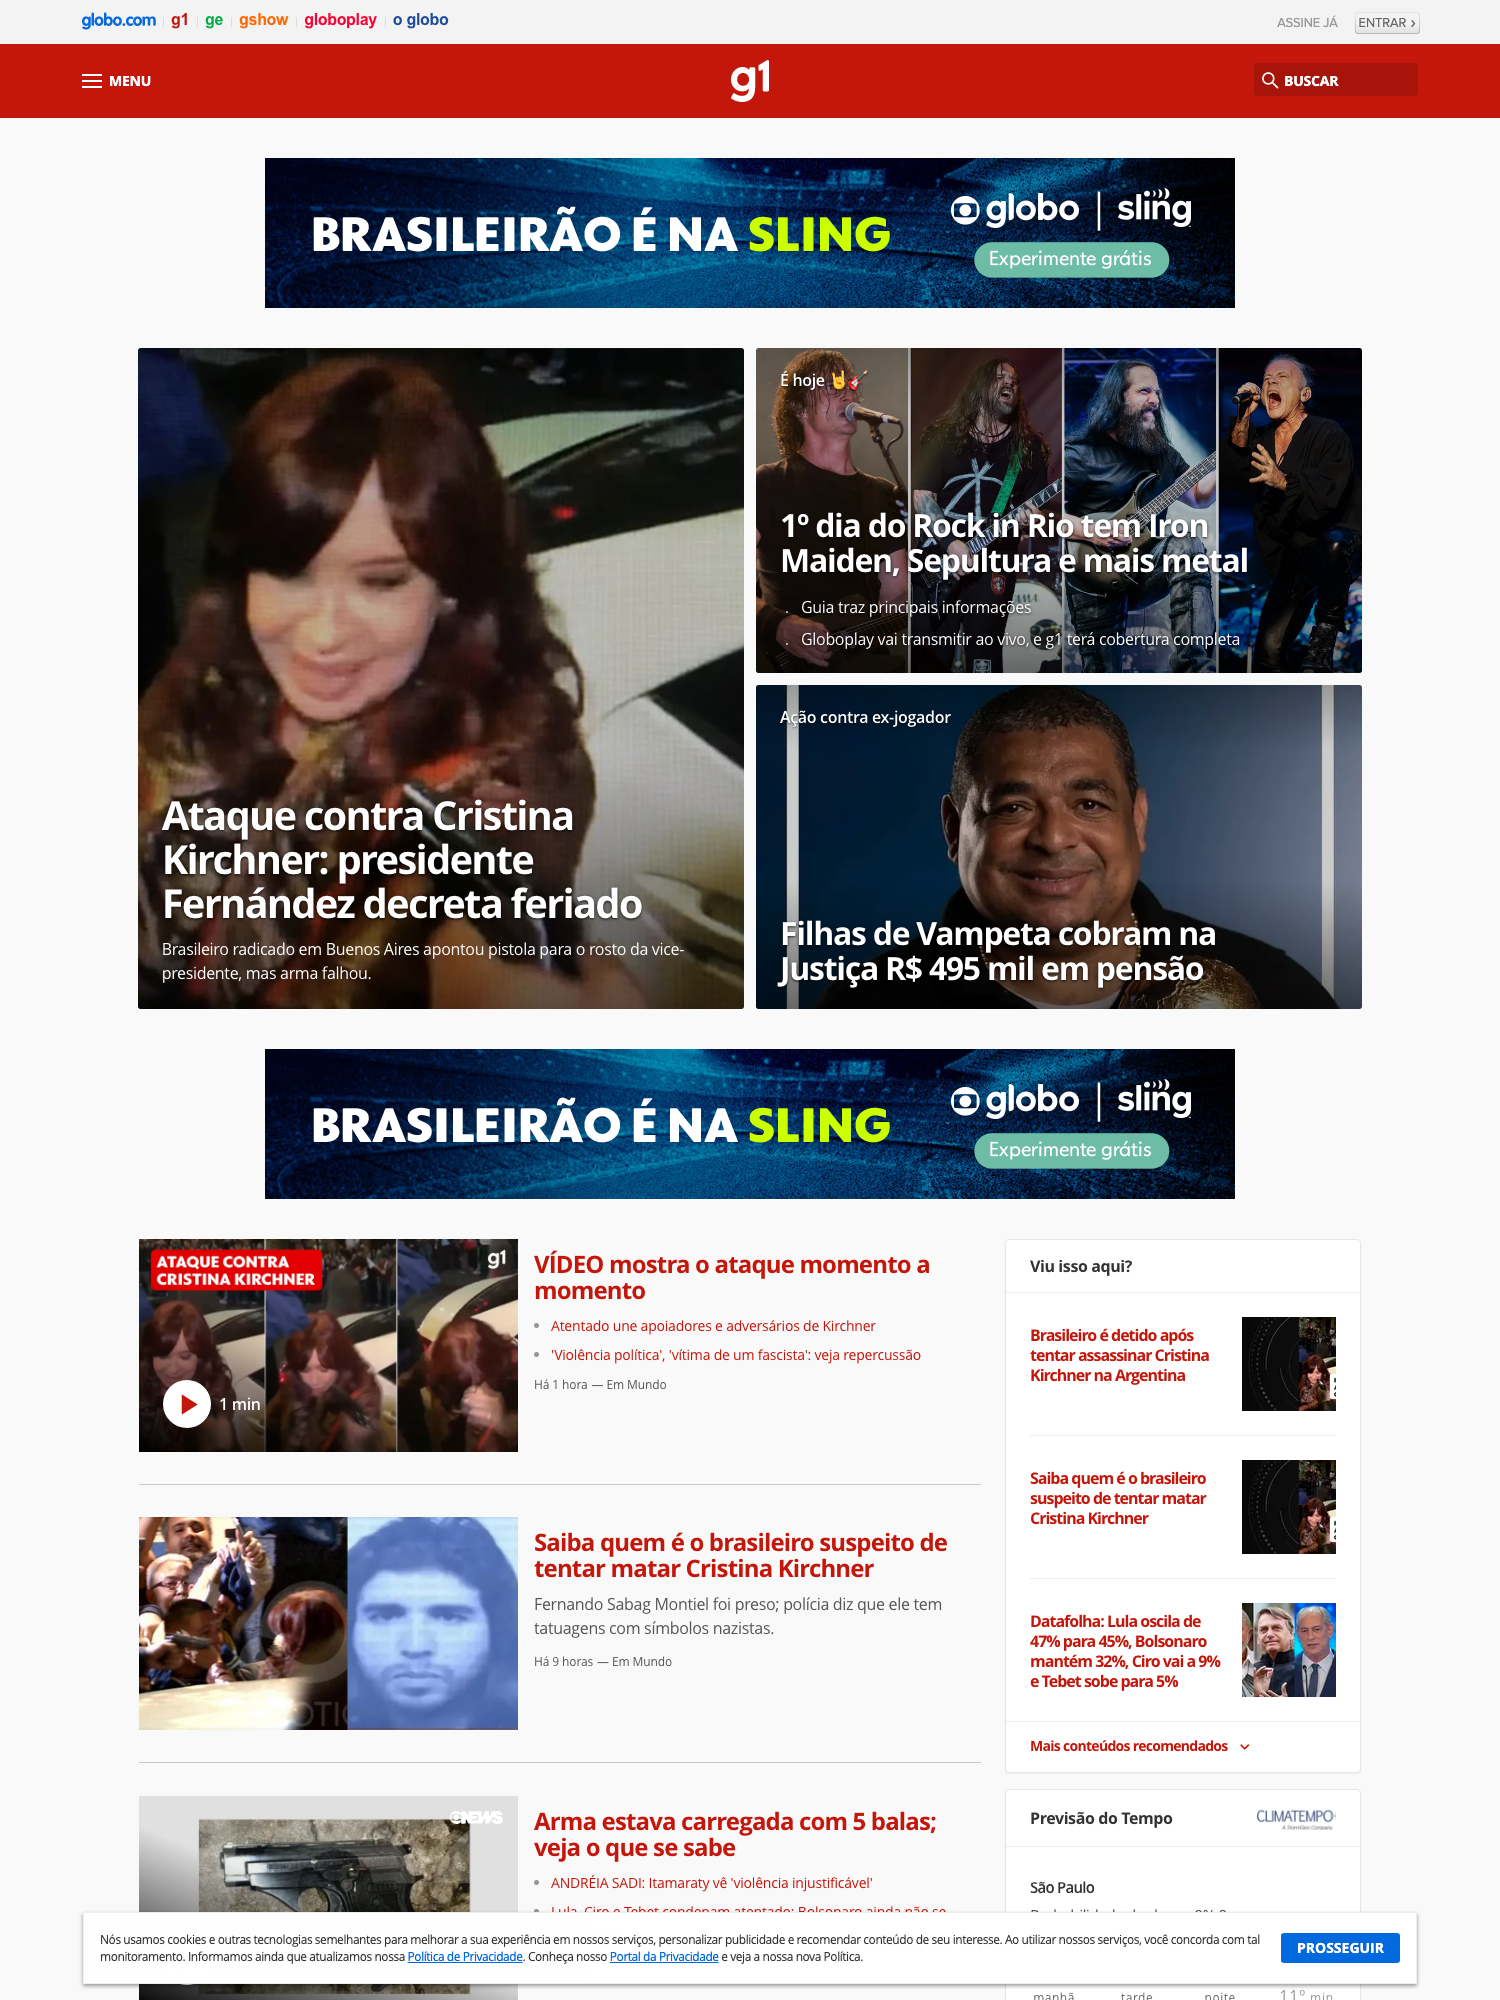 globo.com g1 ge gshow globoplay o globo
ASSINE JÁ ENTRAR ›
MENU
g1
BUSCAR
BRASILEIRÃO É NA SLING
globo | sling
Experimente grátis
Ataque contra Cristina
Kirchner: presidente
Fernández decreta feriado
Brasileiro radicado em Buenos Aires apontou pistola para o rosto da vice-
presidente, mas arma falhou.
É hoje 🤘🎸
1º dia do Rock in Rio tem Iron
Maiden, Sepultura e mais metal
. Guia traz principais informações
. Globoplay vai transmitir ao vivo, e g1 terá cobertura completa
Ação contra ex-jogador
Filhas de Vampeta cobram na
Justiça R$ 495 mil em pensão
BRASILEIRÃO É NA SLING
globo | sling
Experimente grátis
ATAQUE CONTRA
CRISTINA KIRCHNER
g1
1 min
VÍDEO mostra o ataque momento a
momento
• Atentado une apoiadores e adversários de Kirchner
• 'Violência política', 'vítima de um fascista': veja repercussão
Há 1 hora — Em Mundo
Saiba quem é o brasileiro suspeito de
tentar matar Cristina Kirchner
Fernando Sabag Montiel foi preso; polícia diz que ele tem
tatuagens com símbolos nazistas.
Há 9 horas — Em Mundo
NEWS
Arma estava carregada com 5 balas;
veja o que se sabe
• ANDRÉIA SADI: Itamaraty vê 'violência injustificável'
• Lula, Ciro e Tebet condenam atentado; Bolsonaro ainda não se
Viu isso aqui?
Brasileiro é detido após
tentar assassinar Cristina
Kirchner na Argentina
Saiba quem é o brasileiro
suspeito de tentar matar
Cristina Kirchner
Datafolha: Lula oscila de
47% para 45%, Bolsonaro
mantém 32%, Ciro vai a 9%
e Tebet sobe para 5%
Mais conteúdos recomendados
Previsão do Tempo
CLIMATEMPO
A StormGeo Company
São Paulo
manhã tarde noite 11º min
Nós usamos cookies e outras tecnologias semelhantes para melhorar a sua experiência em nossos serviços, personalizar publicidade e recomendar conteúdo de seu interesse. Ao utilizar nossos serviços, você concorda com tal
monitoramento. Informamos ainda que atualizamos nossa Política de Privacidade. Conheça nosso Portal da Privacidade e veja a nossa nova Política.
PROSSEGUIR